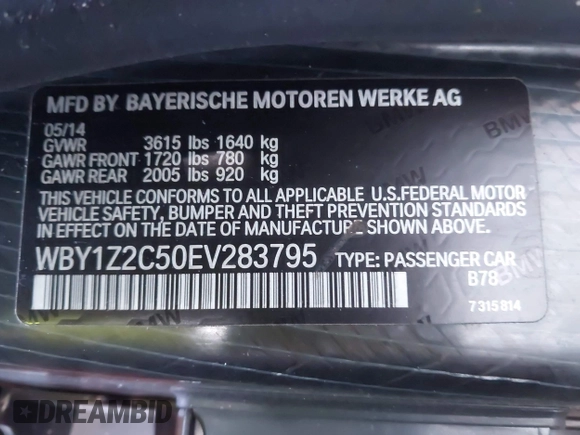 MFD BY BAYERISCHE MOTOREN WERKE AG
05/14
GVWR 3615 lbs 1640 kg
GAWR FRONT 1720 lbs 780 kg
GAWR REAR 2005 lbs 920 kg
THIS VEHICLE CONFORMS TO ALL APPLICABLE U.S.FEDERAL MOTOR
VEHICLE SAFETY, BUMPER AND THEFT PREVENTION STANDARDS
IN EFFECT ON THE DATE OF MANUFACTURE SHOWN ABOVE.
WBY1Z2C50EV283795 TYPE: PASSENGER CAR
B78
7315814
BMW
DREAMBID